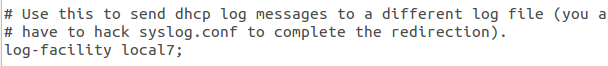 # Use this to send dhcp log messages to a different log file (you a
# have to hack syslog.conf to complete the redirection).
log-facility local7;